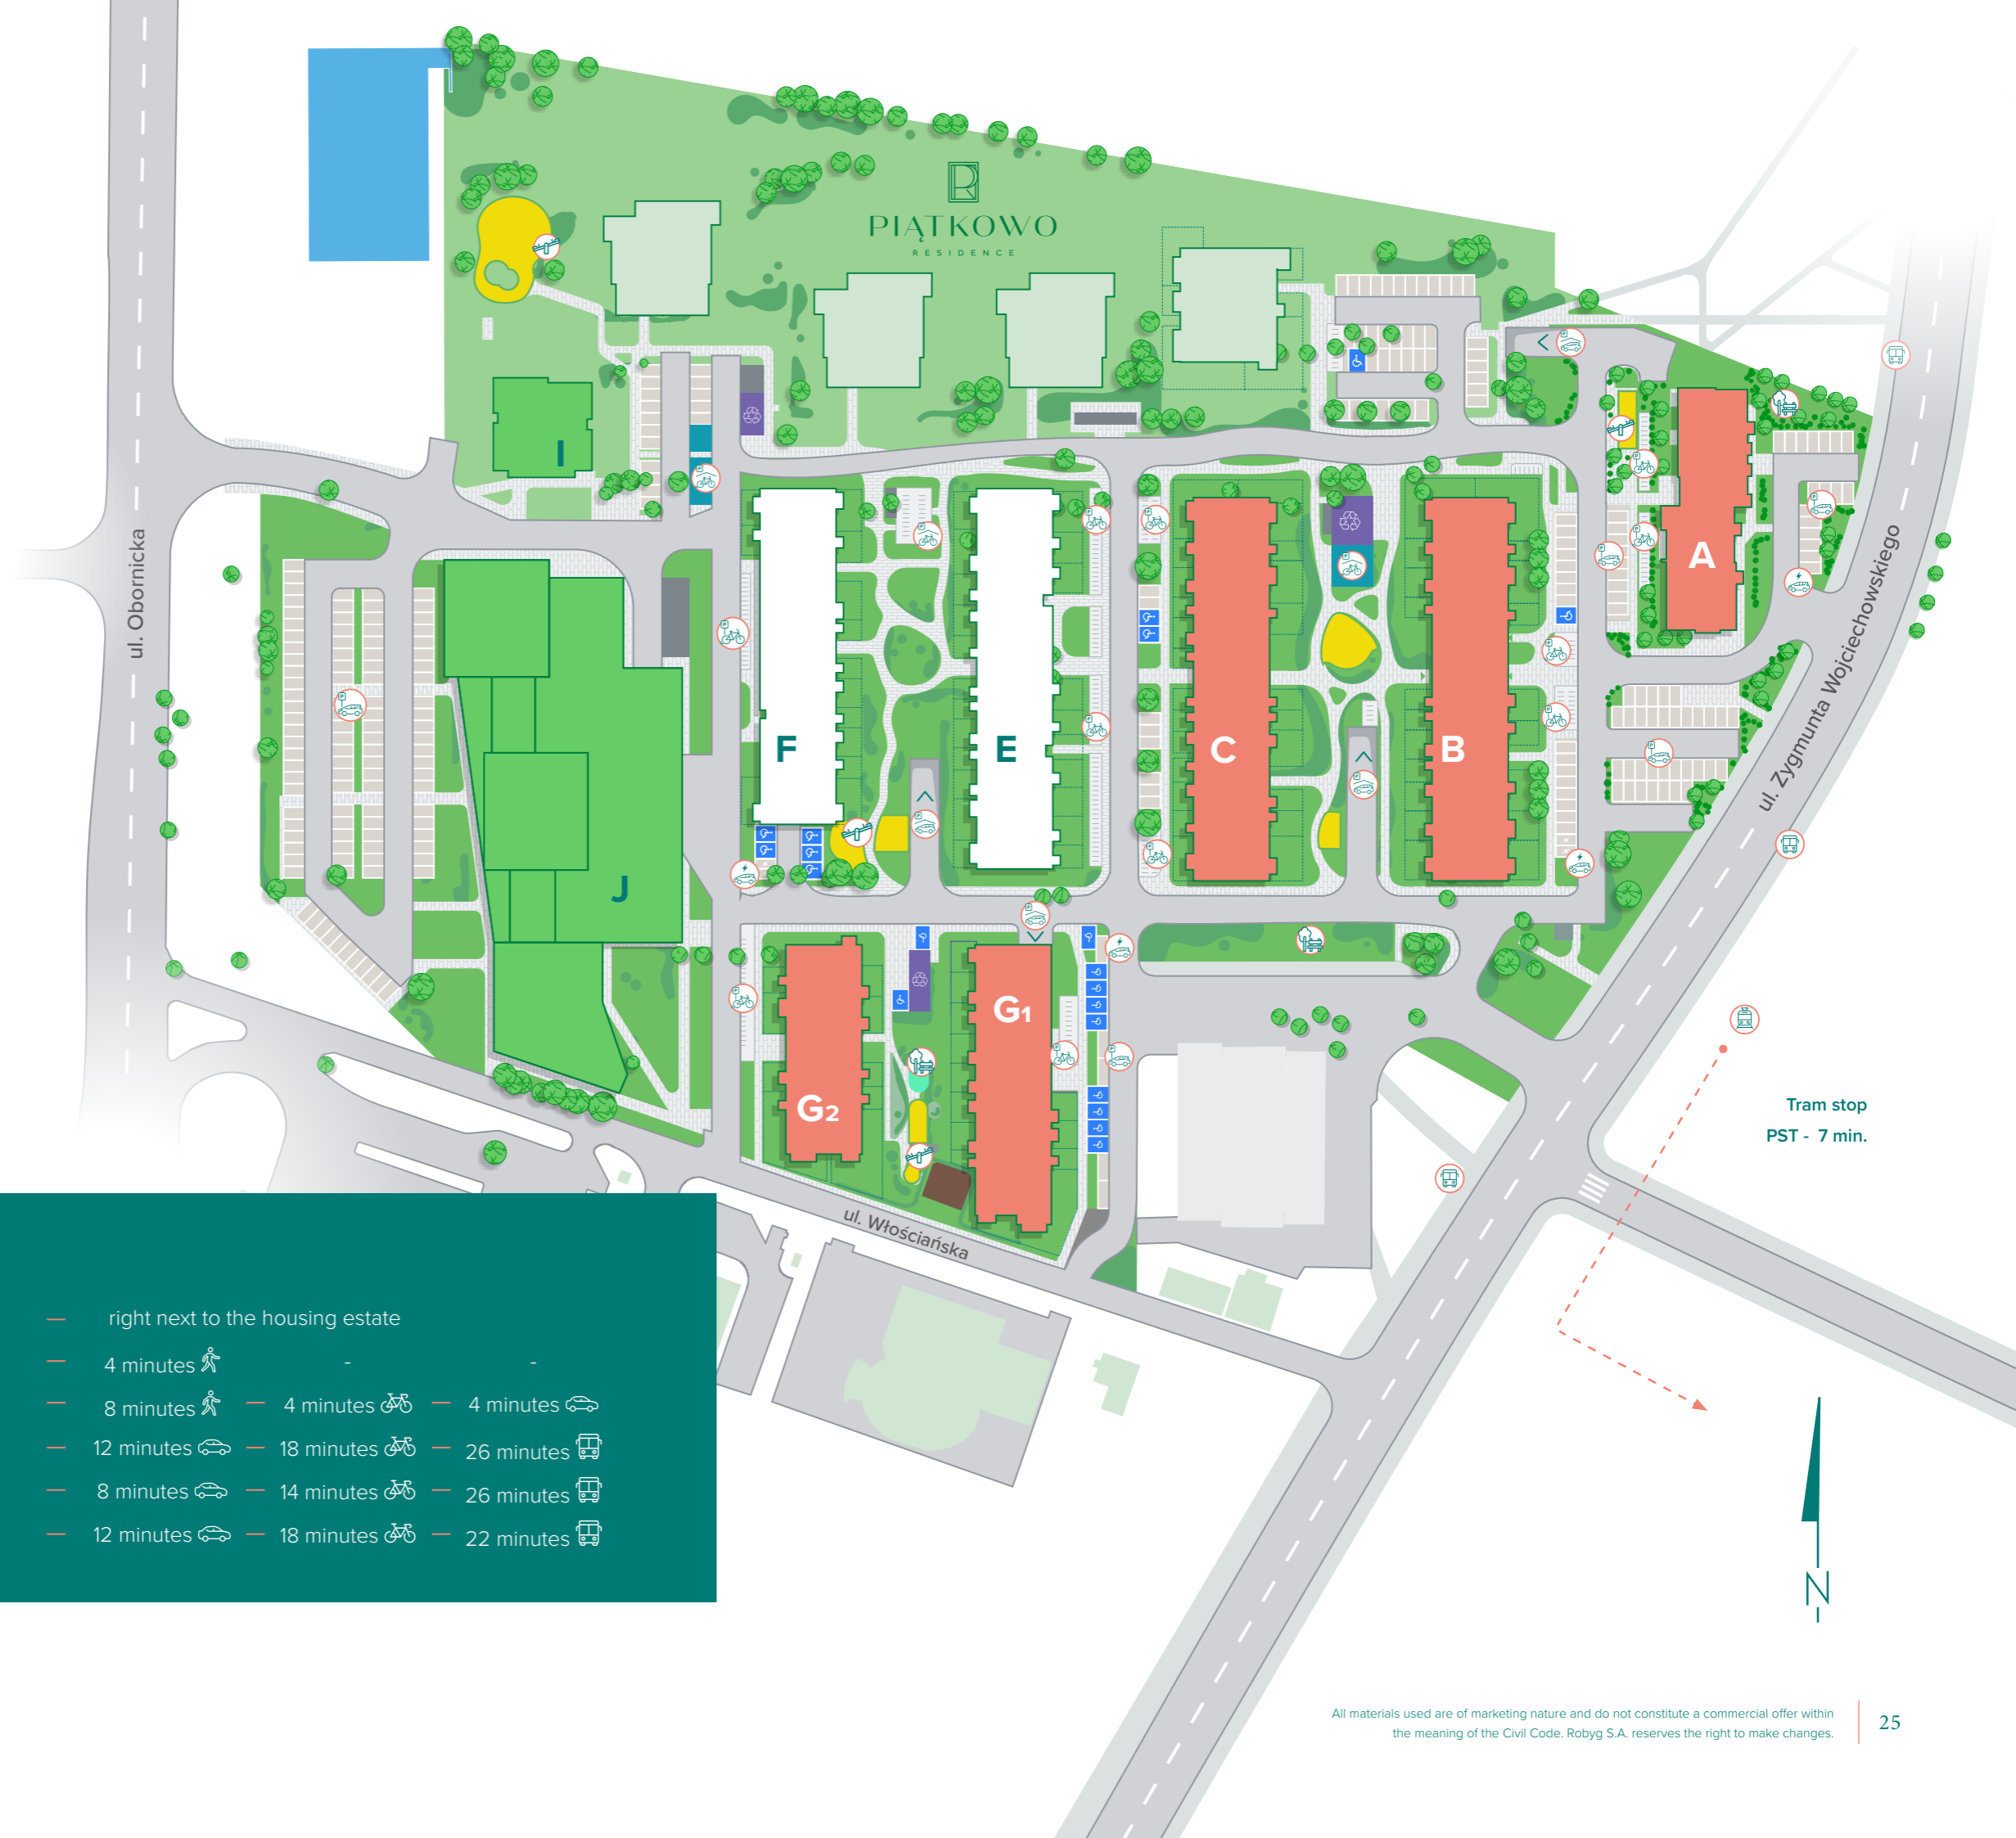 PIĄTKOWO
RESIDENCE
ul. Obornicka
I
A
ul. Zygmunta Wojciechowskiego
F
E
C
B
J
G1
G2
Tram stop
PST - 7 min.
ul. Włościańska
right next to the housing estate
4 minutes - -
8 minutes 4 minutes 4 minutes
12 minutes 18 minutes 26 minutes
8 minutes 14 minutes 26 minutes
12 minutes 18 minutes 22 minutes
N
All materials used are of marketing nature and do not constitute a commercial offer within
the meaning of the Civil Code. Robyg S.A. reserves the right to make changes.
25